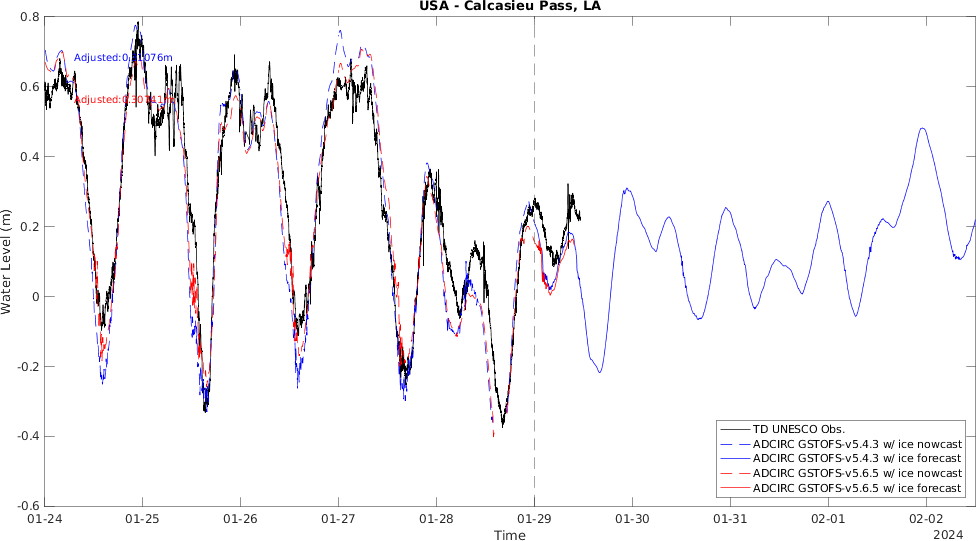 USA - Calcasieu Pass, LA
0.8
0.6
0.4
0.2
0
-0.2
-0.4
-0.6
Water Level (m)
TD UNESCO Obs.
ADCIRC GSTOFS-v5.4.3 w/ ice nowcast
ADCIRC GSTOFS-v5.4.3 w/ ice forecast
ADCIRC GSTOFS-v5.6.5 w/ ice nowcast
ADCIRC GSTOFS-v5.6.5 w/ ice forecast
01-24 01-25 01-26 01-27 01-28 01-29 01-30 01-31 02-01 02-02
Time
2024